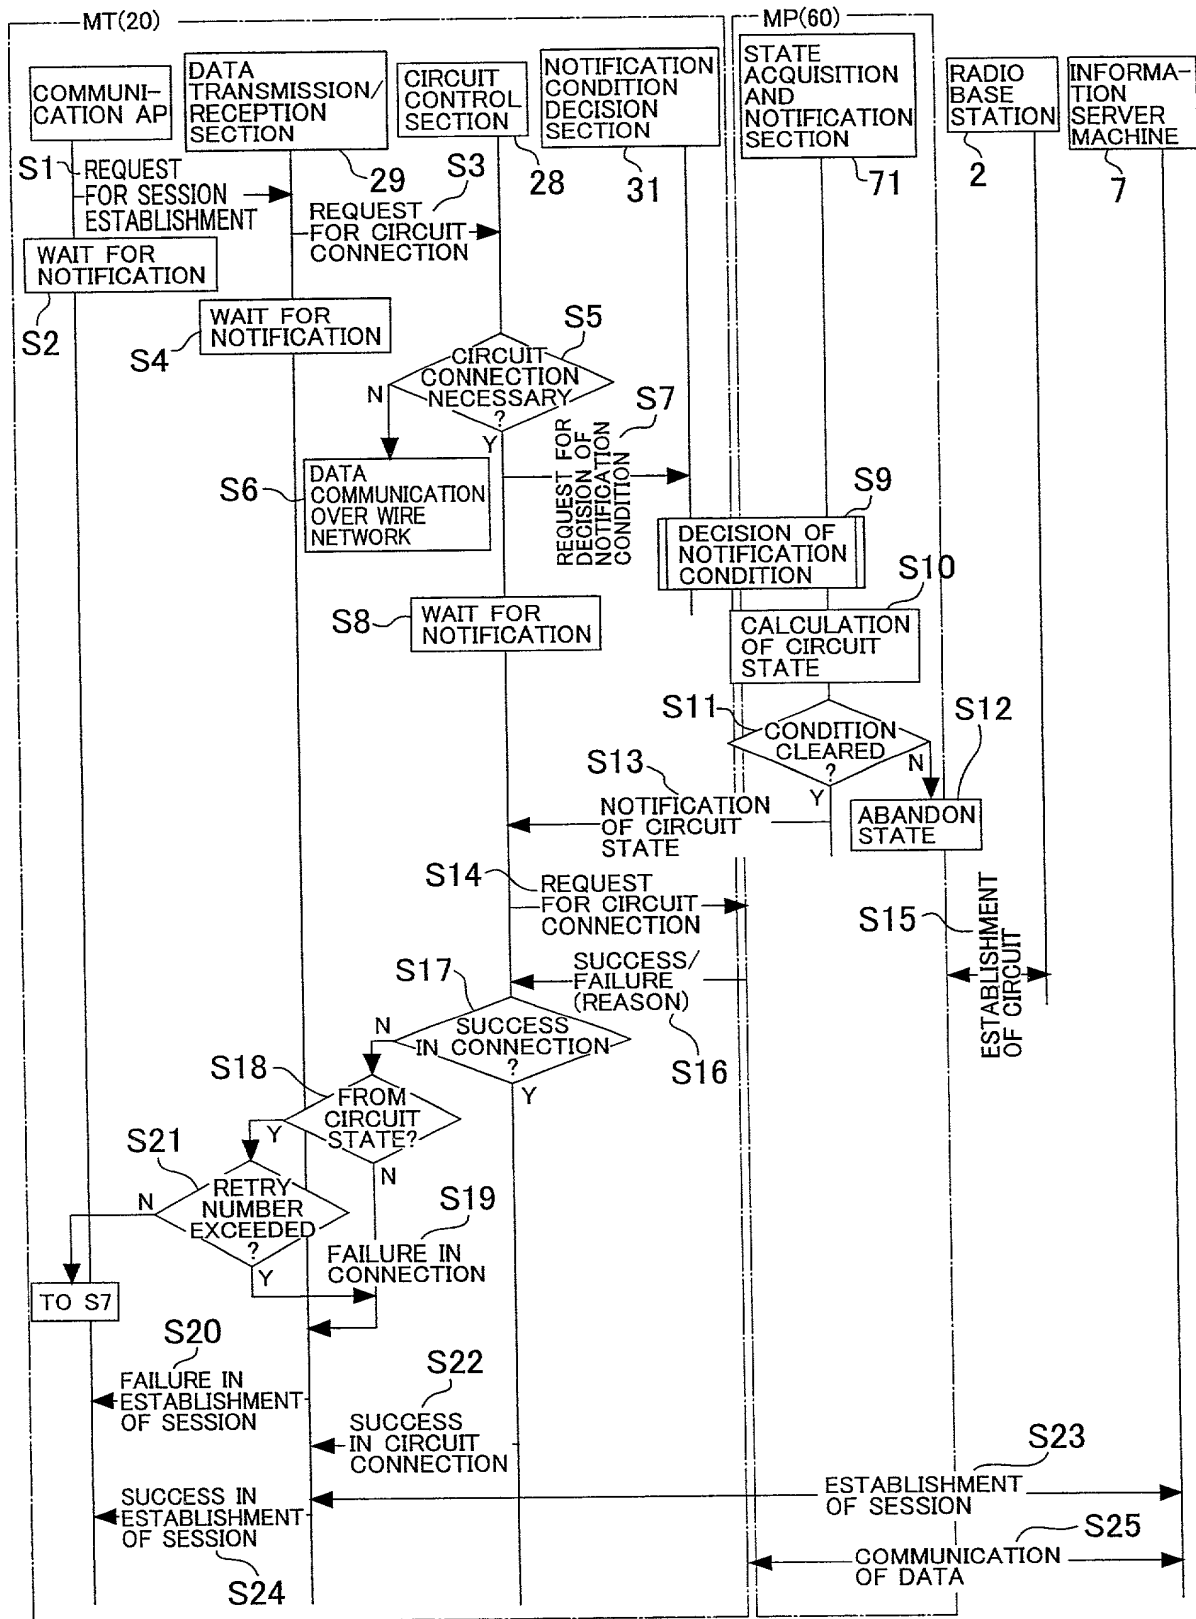 MT(20)
MP(60)
COMMUNI-
CATION AP
DATA
TRANSMISSION/
RECEPTION
SECTION
CIRCUIT
CONTROL
SECTION
NOTIFICATION
CONDITION
DECISION
SECTION
STATE
ACQUISITION
AND
NOTIFICATION
SECTION
RADIO
BASE
STATION
INFORMA-
TION
SERVER
MACHINE
29
28
31
71
2
7
S1
REQUEST
FOR SESSION
ESTABLISHMENT
S3
REQUEST
FOR CIRCUIT
CONNECTION
WAIT FOR
NOTIFICATION
S2
WAIT FOR
NOTIFICATION
S4
S5
CIRCUIT
CONNECTION
NECESSARY
?
N
Y
S6
DATA
COMMUNICATION
OVER WIRE
NETWORK
S7
REQUEST FOR
DECISION OF
NOTIFICATION
CONDITION
S9
DECISION OF
NOTIFICATION
CONDITION
S8
WAIT FOR
NOTIFICATION
S10
CALCULATION
OF CIRCUIT
STATE
S11
CONDITION
CLEARED
?
N
Y
S12
ABANDON
STATE
S13
NOTIFICATION
OF CIRCUIT
STATE
S14
REQUEST
FOR CIRCUIT
CONNECTION
S15
ESTABLISHMENT
OF CIRCUIT
SUCCESS/
FAILURE
(REASON)
S16
S17
SUCCESS
IN CONNECTION
?
N
Y
S18
FROM
CIRCUIT
STATE?
Y
N
S21
RETRY
NUMBER
EXCEEDED
?
N
Y
S19
FAILURE IN
CONNECTION
TO S7
S20
FAILURE IN
ESTABLISHMENT
OF SESSION
S22
SUCCESS
IN CIRCUIT
CONNECTION
S23
ESTABLISHMENT
OF SESSION
SUCCESS IN
ESTABLISHMENT
OF SESSION
S24
S25
COMMUNICATION
OF DATA